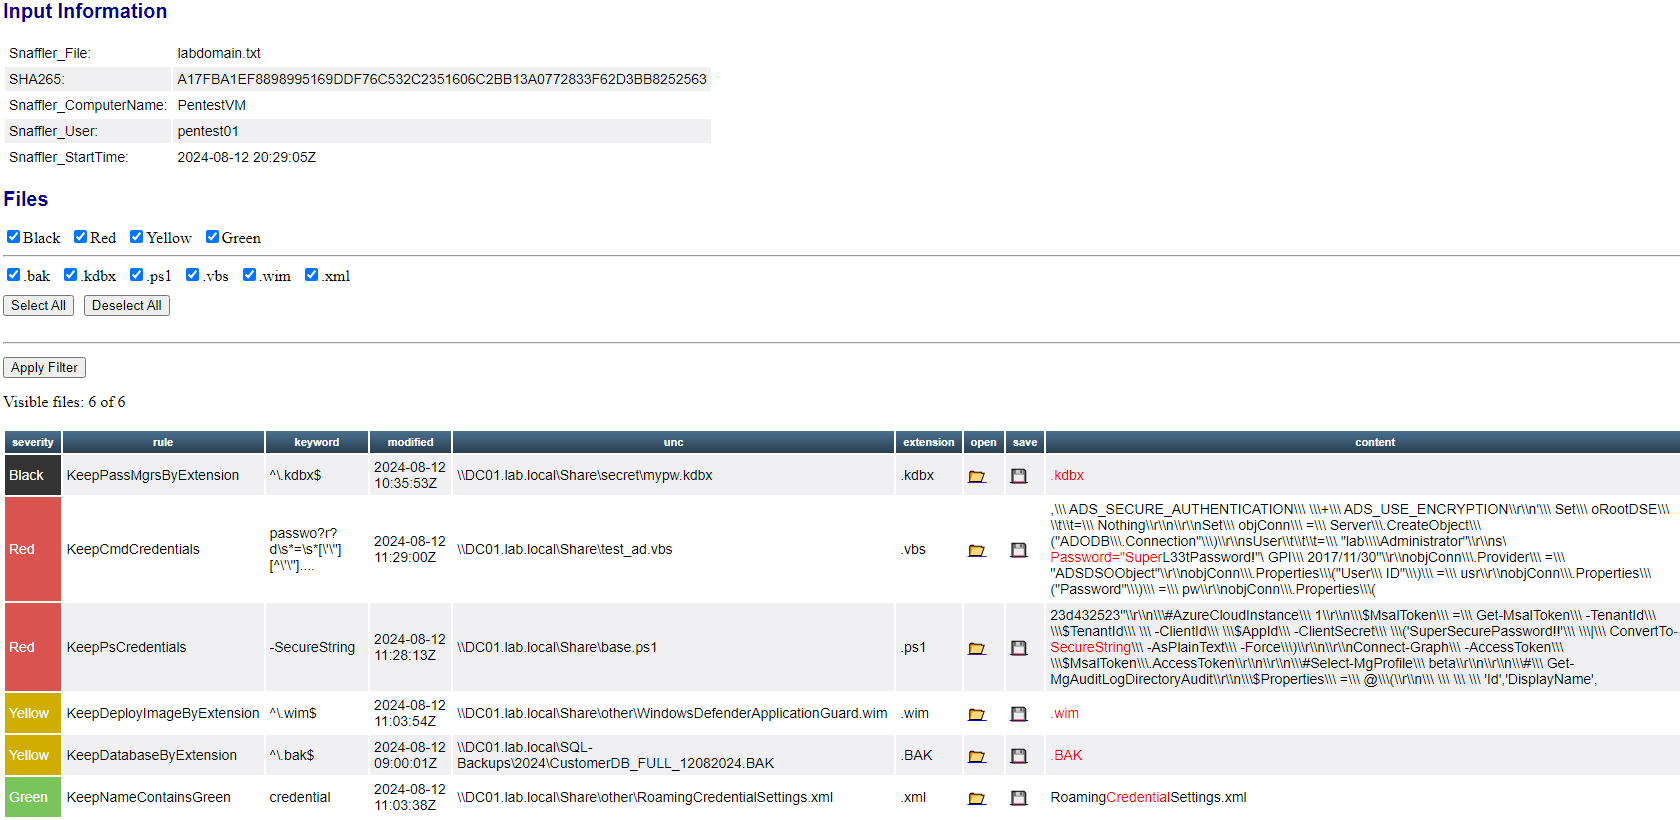 Input Information
Snaffler_File: labdomain.txt
SHA265: A17FBA1EF8898995169DDF76C532C2351606C2BB13A0772833F62D3BB8252563
Snaffler_ComputerName: PentestVM
Snaffler_User: pentest01
Snaffler_StartTime: 2024-08-12 20:29:05Z
Files
Black Red Yellow Green
.bak .kdbx .ps1 .vbs .wim .xml
Select All Deselect All
Apply Filter
Visible files: 6 of 6
severity rule keyword modified unc extension open save content
Black KeepPassMgrsByExtension ^\.kdbx$ 2024-08-12
10:35:53Z \\DC01.lab.local\Share\secret\mypw.kdbx .kdbx .kdbx
Red KeepCmdCredentials passwo?r?
d\s*=\s*[\'\"]
[^\'\"]....
2024-08-12
11:29:00Z
\\DC01.lab.local\Share\test_ad.vbs .vbs
,\\\ ADS_SECURE_AUTHENTICATION\\\ \\\+\\\ ADS_USE_ENCRYPTION\\r\\n'\\\ Set\\\ oRootDSE\\\
\\t\\t=\\\ Nothing\\r\\n\\r\\nSet\\\ objConn\\\ =\\\ Server\\\.CreateObject\\\
("ADODB\\\.Connection"\\\)\\r\\nsUser\\t\\t\\t=\\\ "lab\\\\Administrator"\\r\\ns\
Password="SuperL33tPassword!"\ GPI\\\ 2017/11/30"\\r\\nobjConn\\\.Provider\\\ =\\\
"ADSDSOObject"\\r\\nobjConn\\\.Properties\\\("User\\\ ID"\\\)\\\ =\\\ usr\\r\\nobjConn\\\.Properties\\\
("Password"\\\)\\\ =\\\ pw\\r\\nobjConn\\\.Properties\\\(
Red KeepPsCredentials -SecureString 2024-08-12
11:28:13Z
\\DC01.lab.local\Share\base.ps1 .ps1
23d432523"\\r\\n\\\#AzureCloudInstance\\\ 1\\r\\n\\\$MsalToken\\\ =\\\ Get-MsalToken\\\ -TenantId\\\
\\\$TenantId\\\ \\\ -ClientId\\\ \\\$AppId\\\ -ClientSecret\\\ \\\('SuperSecurePassword!!'\\\ \\\|\\\ ConvertTo-
SecureString\\\ -AsPlainText\\\ -Force\\\)\\r\\n\\r\\nConnect-Graph\\\ -AccessToken\\\
\\\$MsalToken\\\.AccessToken\\r\\n\\r\\n\\\#Select-MgProfile\\\ beta\\r\\n\\r\\n\\\#\\\ Get-
MgAuditLogDirectoryAudit\\r\\n\\\$Properties\\\ =\\\ @\\\(\\r\\n\\\ \\\ \\\ \\\ 'Id','DisplayName',
Yellow KeepDeployImageByExtension ^\.wim$ 2024-08-12
11:03:54Z \\DC01.lab.local\Share\other\WindowsDefenderApplicationGuard.wim .wim .wim
Yellow KeepDatabaseByExtension ^\.bak$ 2024-08-12
09:00:01Z
\\DC01.lab.local\SQL-
Backups\2024\CustomerDB_FULL_12082024.BAK .BAK .BAK
Green KeepNameContainsGreen credential 2024-08-12
11:03:38Z \\DC01.lab.local\Share\other\RoamingCredentialSettings.xml .xml RoamingCredentialSettings.xml